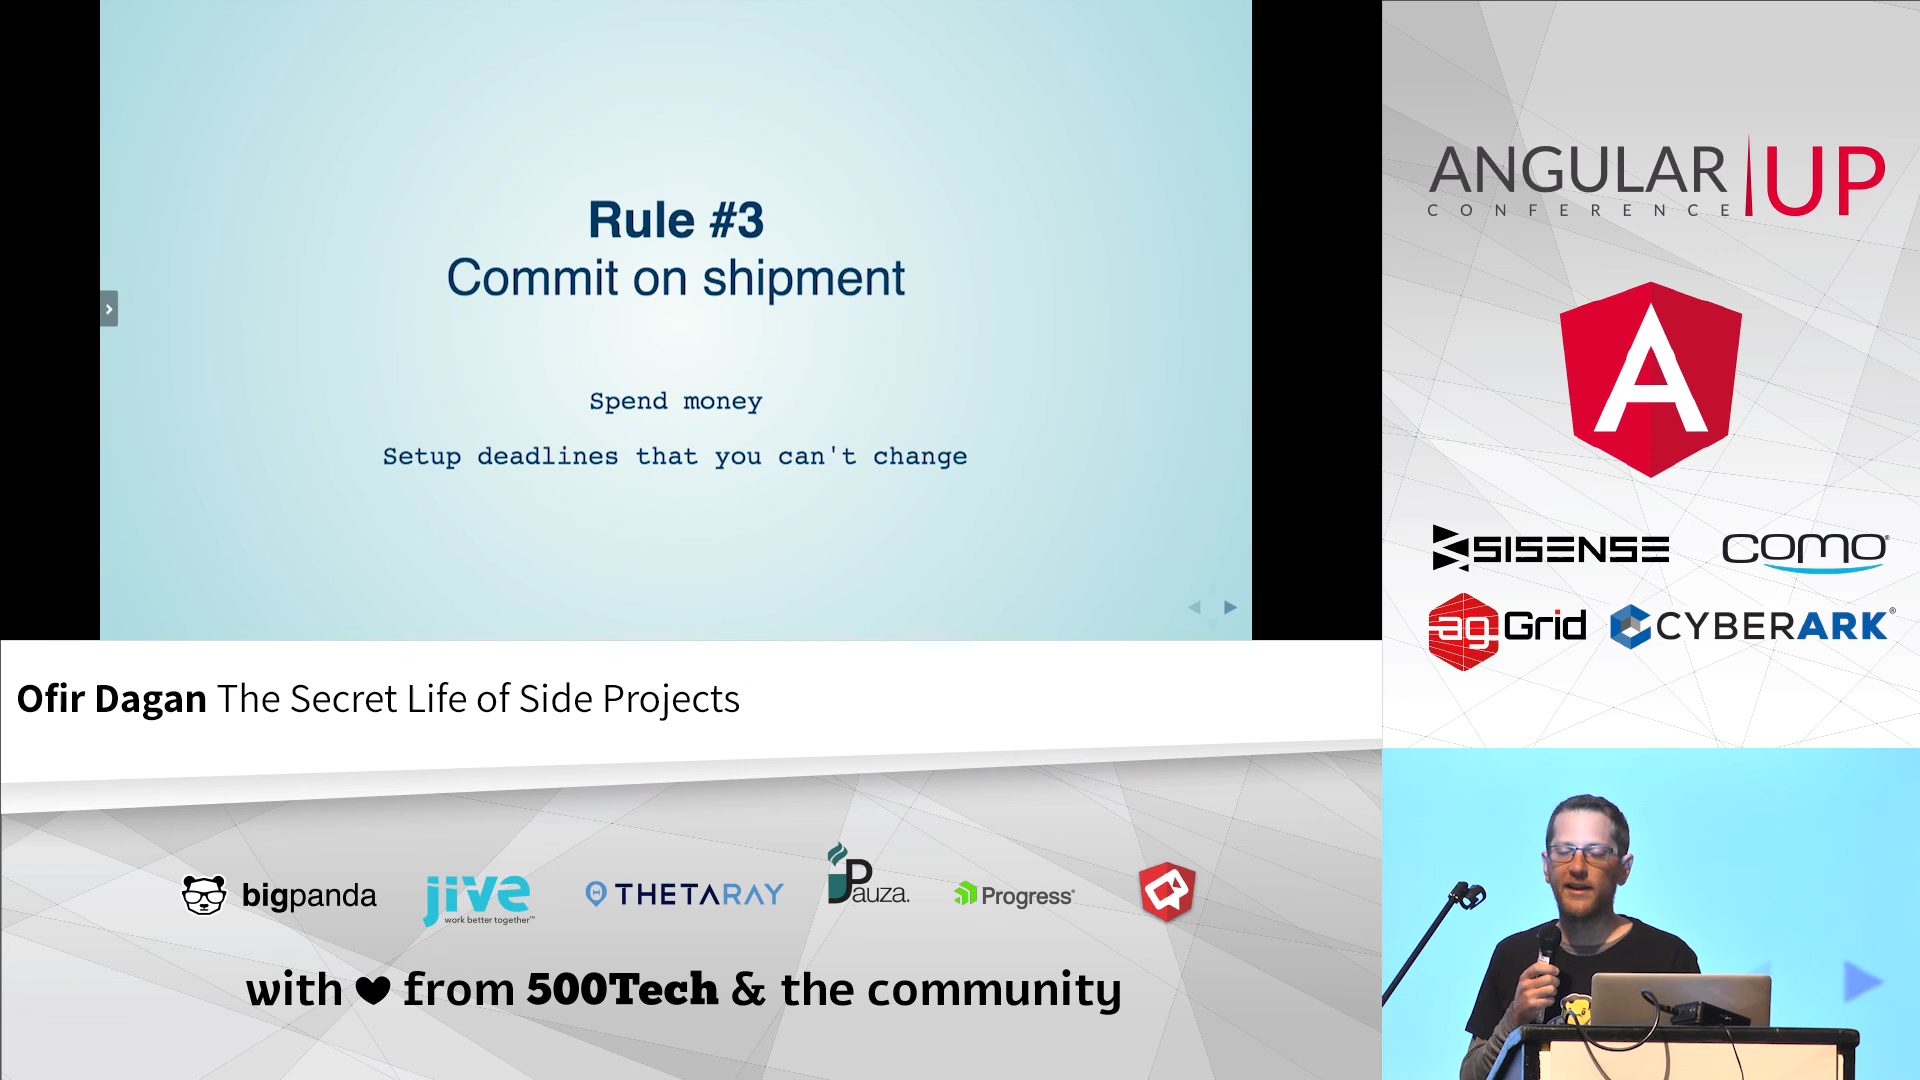 Rule #3
Commit on shipment
Spend money
Setup deadlines that you can't change
Ofir Dagan The Secret Life of Side Projects
bigpanda
jive
work better together™
THETARAY
Pauza.
Progress®
with ♥ from 500Tech & the community
ANGULAR UP
CONFERENCE
SISENSE
como®
ag Grid
CYBERARK®